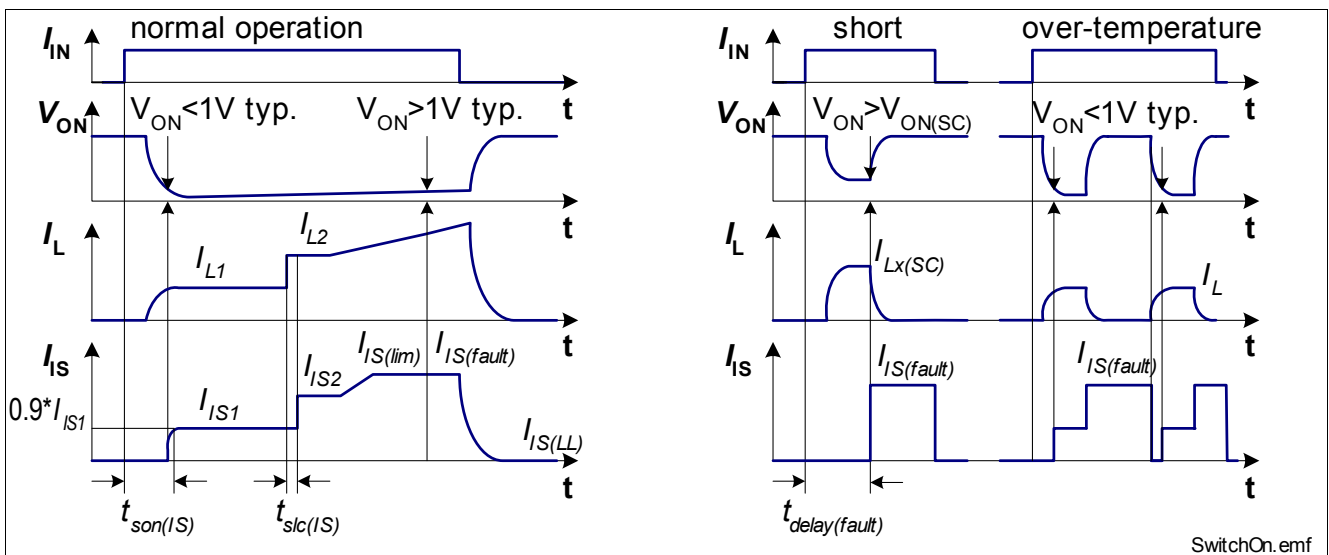 normal operation
short
over-temperature
I_IN
t
V_ON
V_ON<1V typ.
V_ON>1V typ.
t
V_ON
V_ON>V_ON(SC)
V_ON<1V typ.
t
I_L
I_L1
I_L2
t
I_L
I_Lx(SC)
I_L
t
I_IS
0.9*I_IS1
I_IS1
I_IS2
I_IS(lim)
I_IS(fault)
I_IS(LL)
t
t_son(IS)
t_slc(IS)
I_IN
t
I_IS
I_IS(fault)
I_IS(fault)
t
t_delay(fault)
SwitchOn.emf